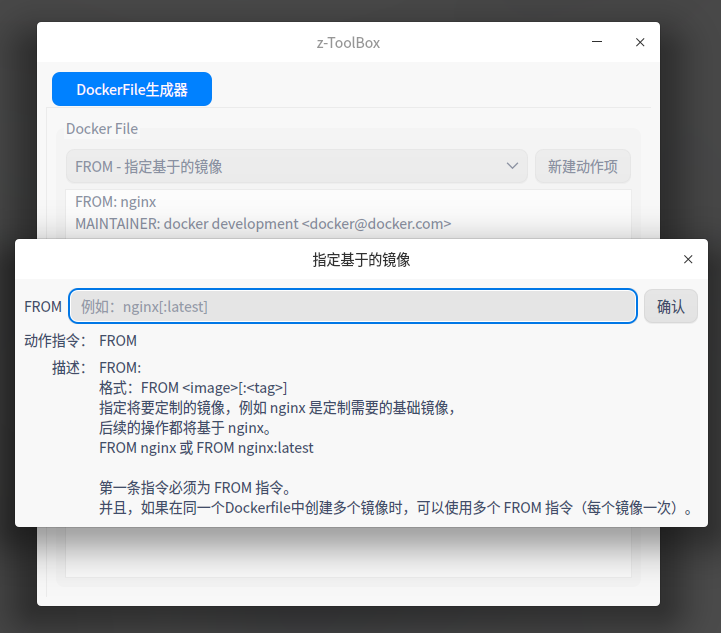 z-ToolBox
DockerFile生成器
Docker File
FROM - 指定基于的镜像
新建动作项
FROM: nginx
MAINTAINER: docker development <docker@docker.com>
指定基于的镜像
FROM
例如：nginx[:latest]
确认
动作指令： FROM
描述： FROM:
格式：FROM <image>[:<tag>]
指定将要定制的镜像，例如 nginx 是定制需要的基础镜像，
后续的操作都将基于 nginx。
FROM nginx 或 FROM nginx:latest
第一条指令必须为 FROM 指令。
并且，如果在同一个Dockerfile中创建多个镜像时，可以使用多个 FROM 指令（每个镜像一次）。